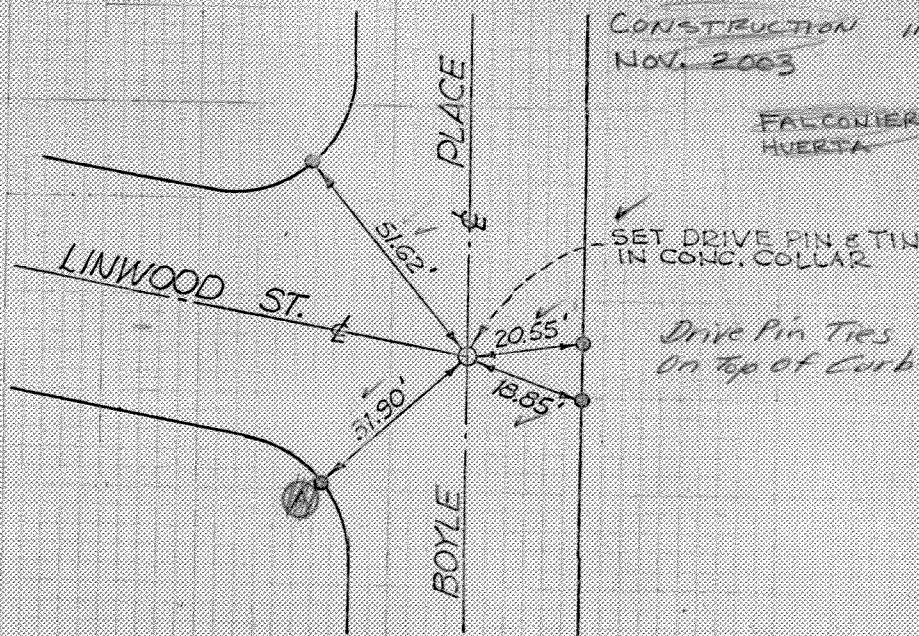 CONSTRUCTION
NOV. 2003
FALCONIER
HUERTA
PLACE
51.62'
SET DRIVE PIN & TIN
IN CONC. COLLAR
LINWOOD ST.
20.55'
Drive Pin Ties
On Top Of Curb
18.85'
31.90'
A
BOYLE